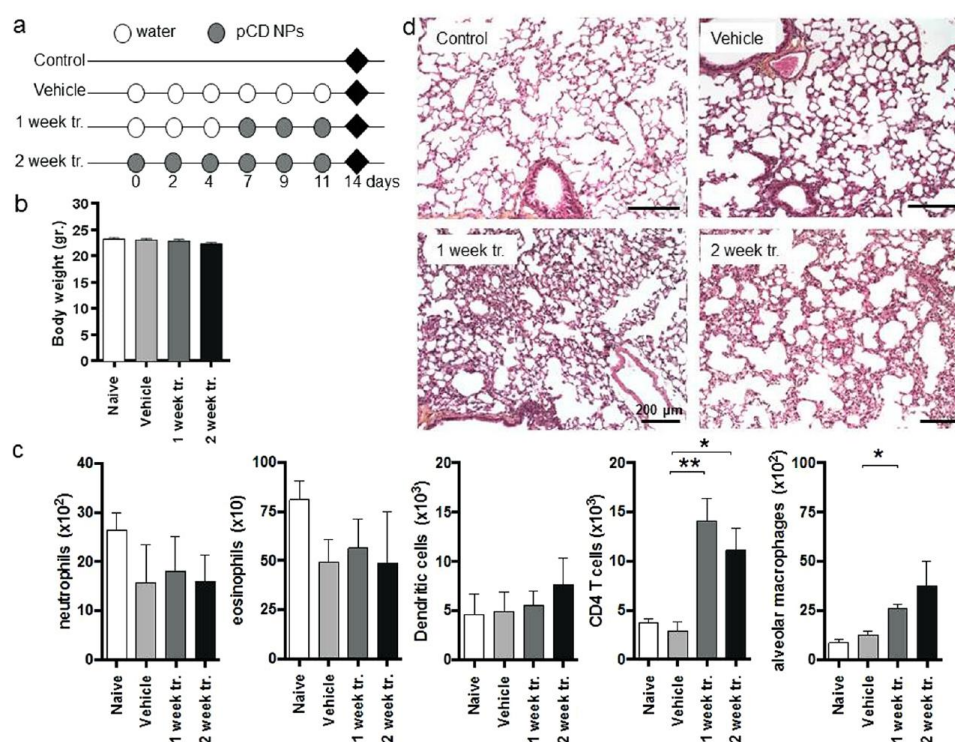 a
water
pCD NPs
Control
Vehicle
1 week tr.
2 week tr.
0 2 4 7 9 11 14 days
b
Body weight (gr.)
30
25
20
15
10
5
0
Naive
Vehicle
1 week tr.
2 week tr.
d
Control
Vehicle
1 week tr.
200 µm
2 week tr.
c
neutrophils (x10²)
40
30
20
10
0
Naive
Vehicle
1 week tr.
2 week tr.
eosinophils (x10)
100
75
50
25
0
Naive
Vehicle
1 week tr.
2 week tr.
Dendritic cells (x10³)
20
15
10
5
0
Naive
Vehicle
1 week tr.
2 week tr.
CD4 T cells (x10³)
20
15
10
5
0
*
**
Naive
Vehicle
1 week tr.
2 week tr.
alveolar macrophages (x10²)
100
75
50
25
0
*
Naive
Vehicle
1 week tr.
2 week tr.